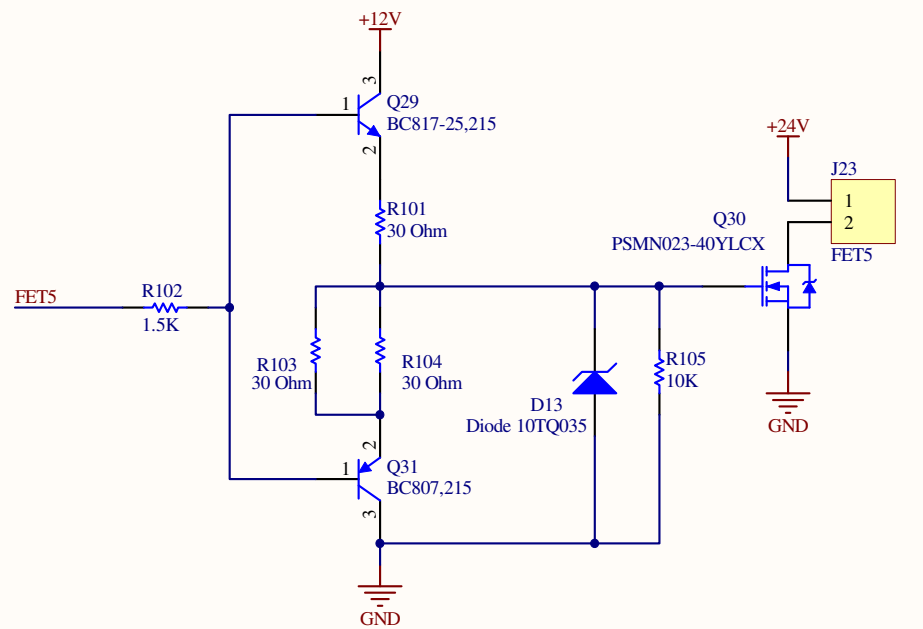 +12V
3
1
Q29
BC817-25,215
2
+24V
J23
1
2
FET5
R101
30 Ohm
Q30
PSMN023-40YLCX
FET5
R102
1.5K
R103
30 Ohm
R104
30 Ohm
R105
10K
D13
Diode 10TQ035
GND
2
1
Q31
BC807,215
3
GND